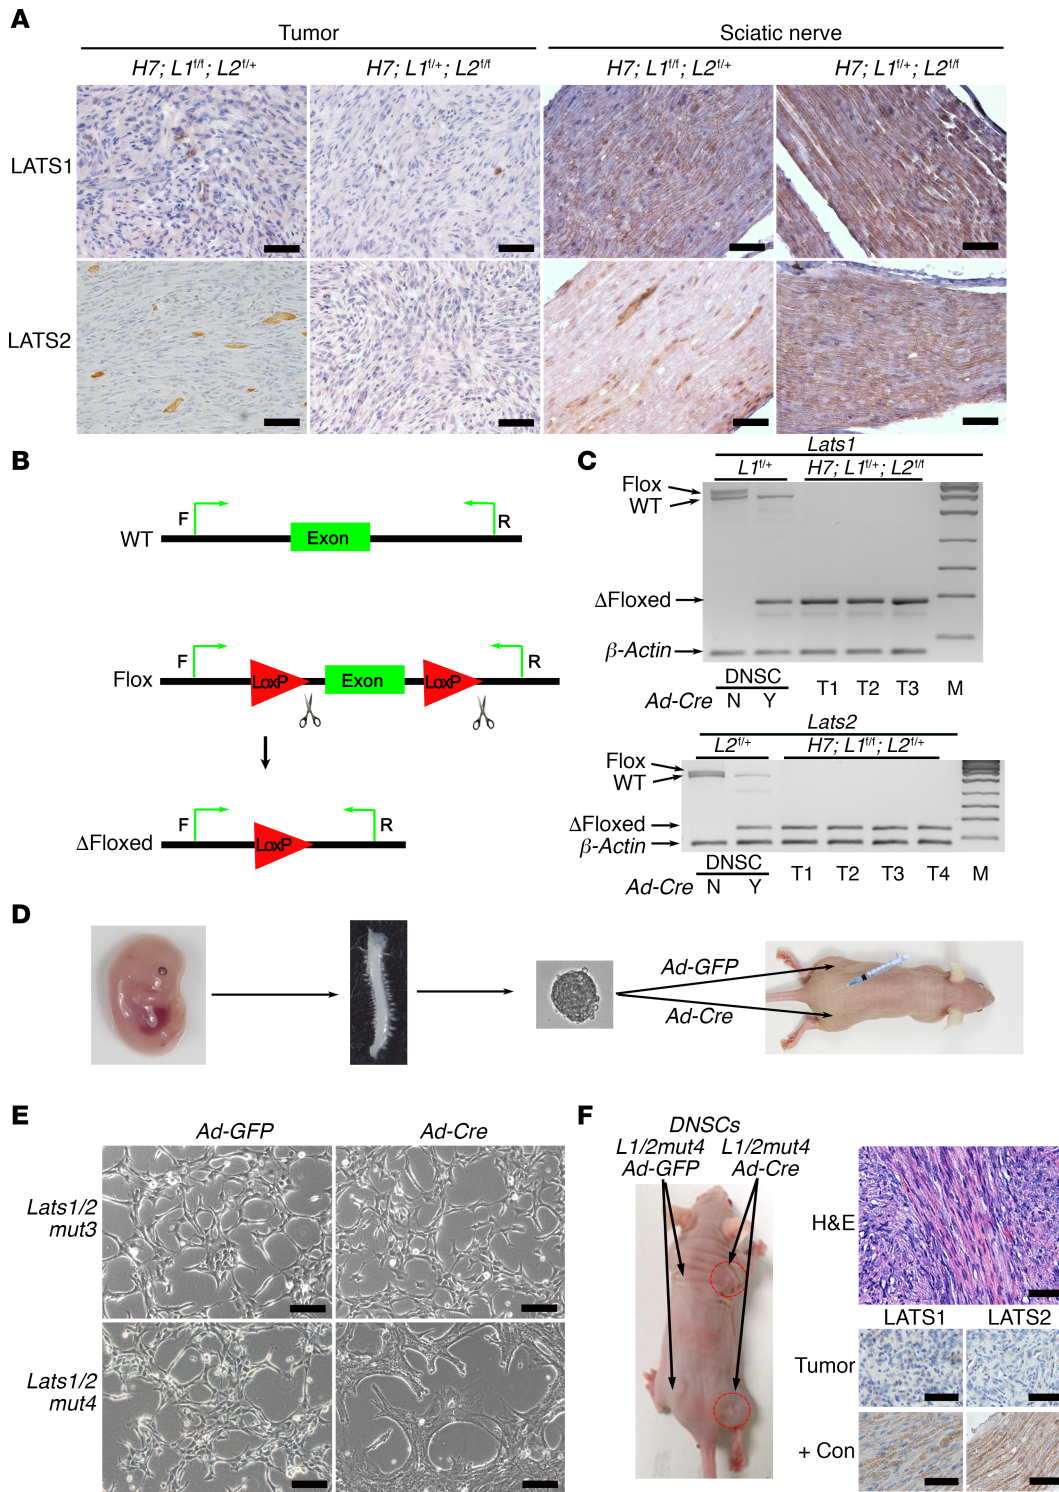 A
Tumor
Sciatic nerve
H7; L1f/f; L2f/+
H7; L1f/+; L2f/f
H7; L1f/f; L2f/+
H7; L1f/+; L2f/f
LATS1
LATS2
B
F
R
WT
Exon
F
R
Flox
LoxP
Exon
LoxP
F
R
ΔFloxed
LoxP
C
Lats1
L1f/+
H7; L1f/+; L2f/f
Flox
WT
ΔFloxed
β-Actin
DNSC
Ad-Cre
N
Y
T1
T2
T3
M
Lats2
L2f/+
H7; L1f/f; L2f/+
Flox
WT
ΔFloxed
β-Actin
DNSC
Ad-Cre
N
Y
T1
T2
T3
T4
M
D
Ad-GFP
Ad-Cre
E
Ad-GFP
Ad-Cre
Lats1/2
mut3
Lats1/2
mut4
F
DNSCs
L1/2mut4
L1/2mut4
Ad-GFP
Ad-Cre
H&E
LATS1
LATS2
Tumor
+ Con